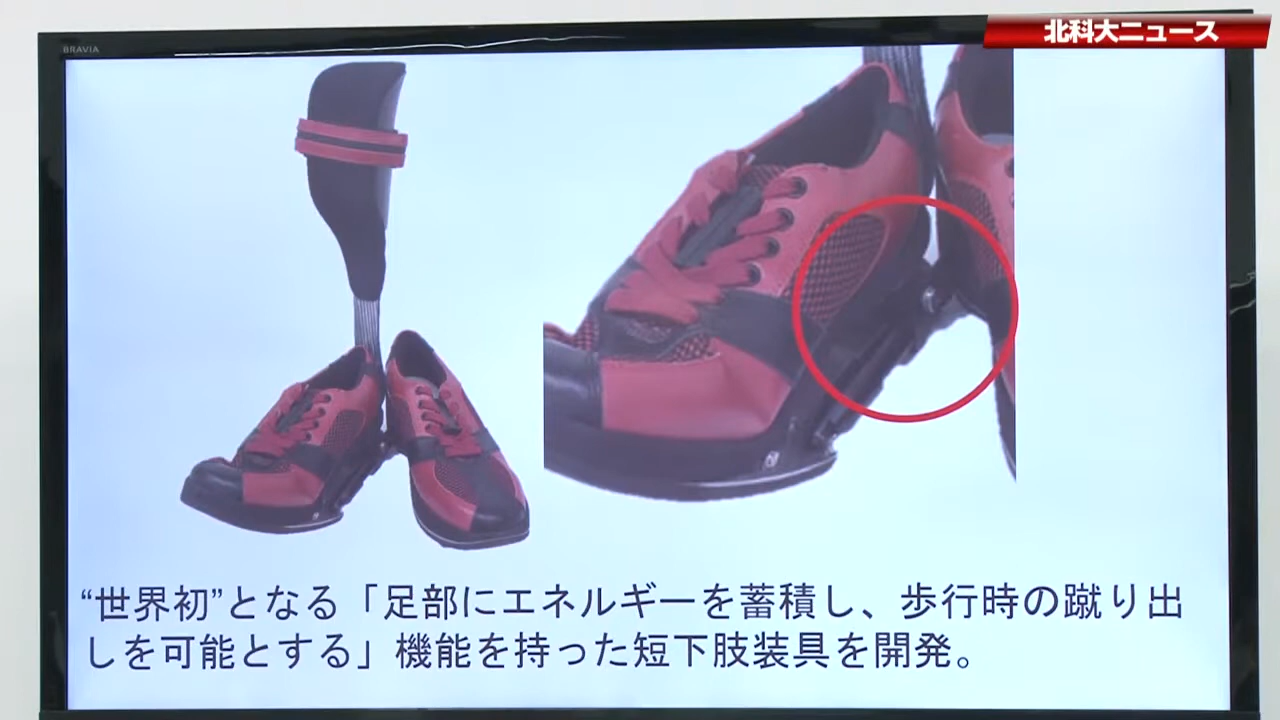 BRAVIA
北科大ニュース
“世界初”となる「足部にエネルギーを蓄積し、歩行時の蹴り出
しを可能とする」機能を持った短下肢装具を開発。